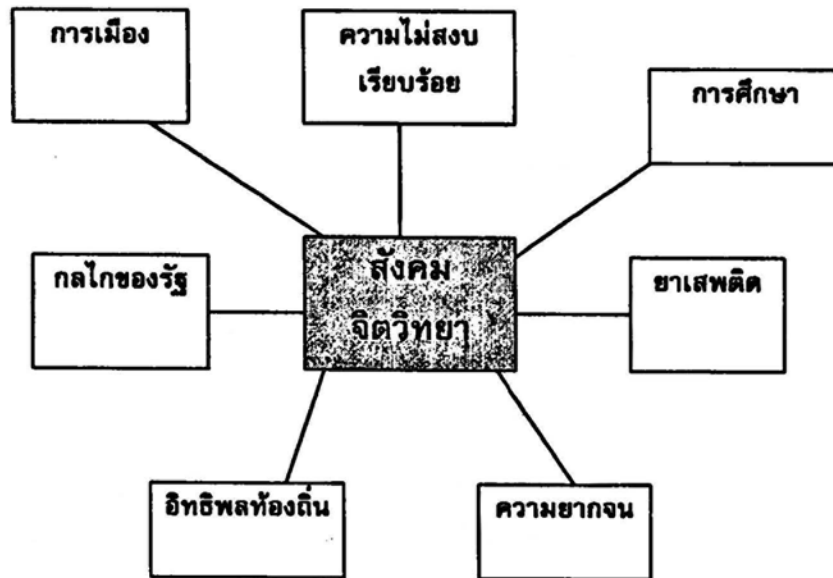 การเมือง
ความไม่สงบ
เรียบร้อย
การศึกษา
กลไกของรัฐ
สังคม
จิตวิทยา
ยาเสพติด
อิทธิพลท้องถิ่น
ความยากจน